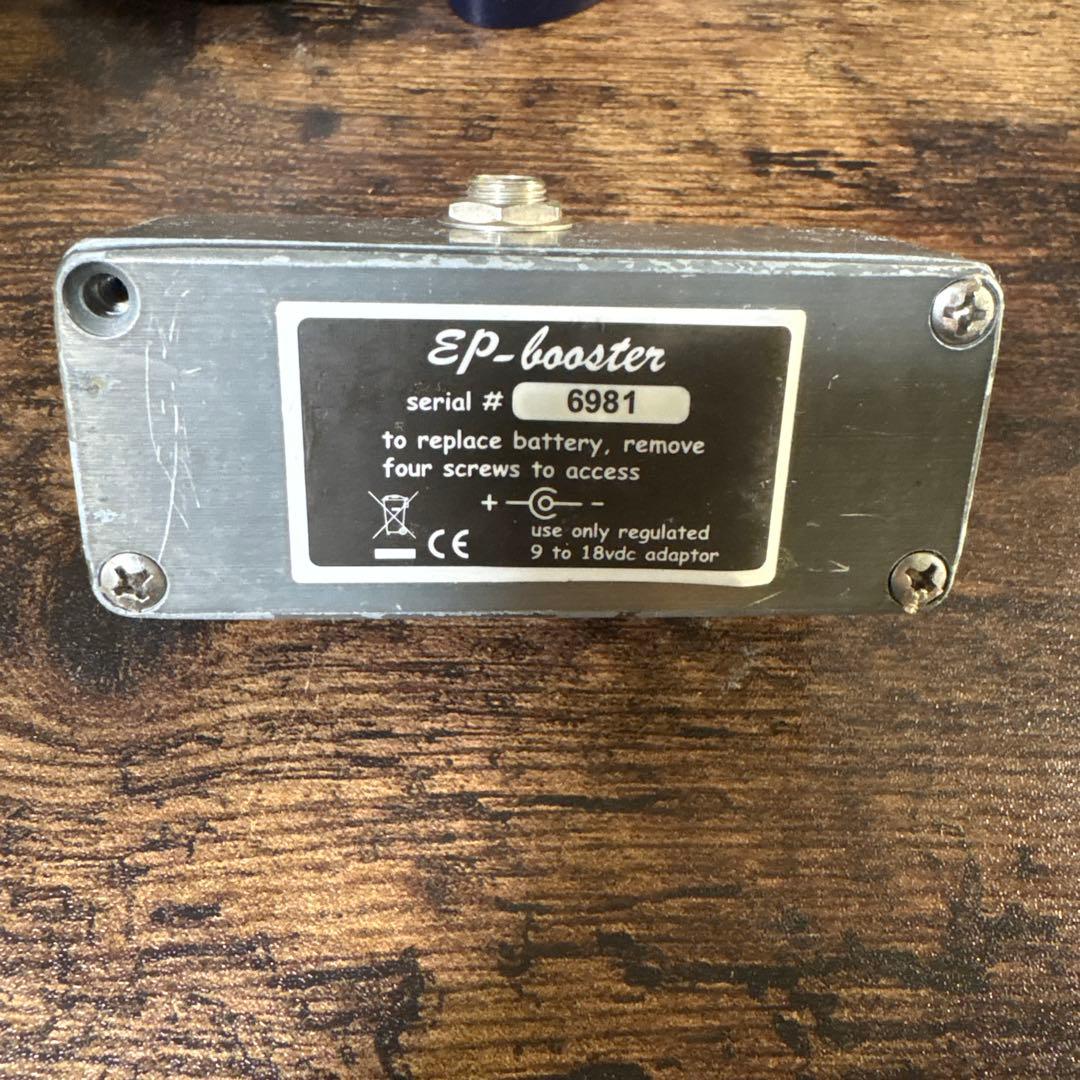 EP-booster
serial # 6981
to replace battery, remove
four screws to access
+ -
use only regulated
CE 9 to 18vdc adaptor